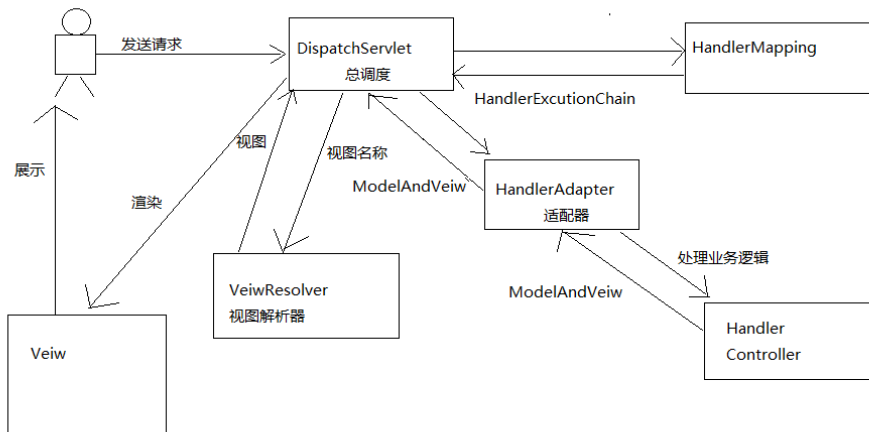 发送请求
DispatchServlet
总调度
HandlerMapping
HandlerExcutionChain
视图
视图名称
展示
ModelAndVeiw
HandlerAdapter
适配器
渲染
处理业务逻辑
VeiwResolver
视图解析器
ModelAndVeiw
Veiw
Handler
Controller